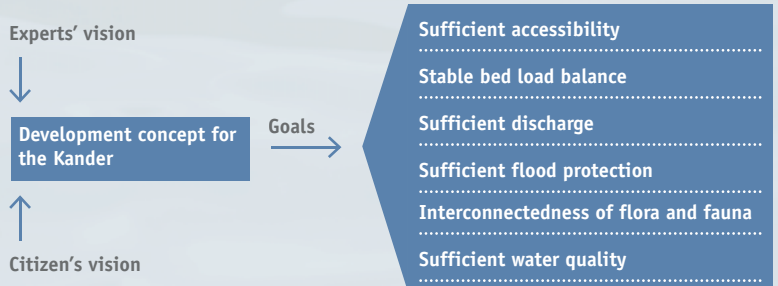 Experts’ vision
Development concept for
the Kander
Citizen’s vision
Goals
Sufficient accessibility
Stable bed load balance
Sufficient discharge
Sufficient flood protection
Interconnectedness of flora and fauna
Sufficient water quality